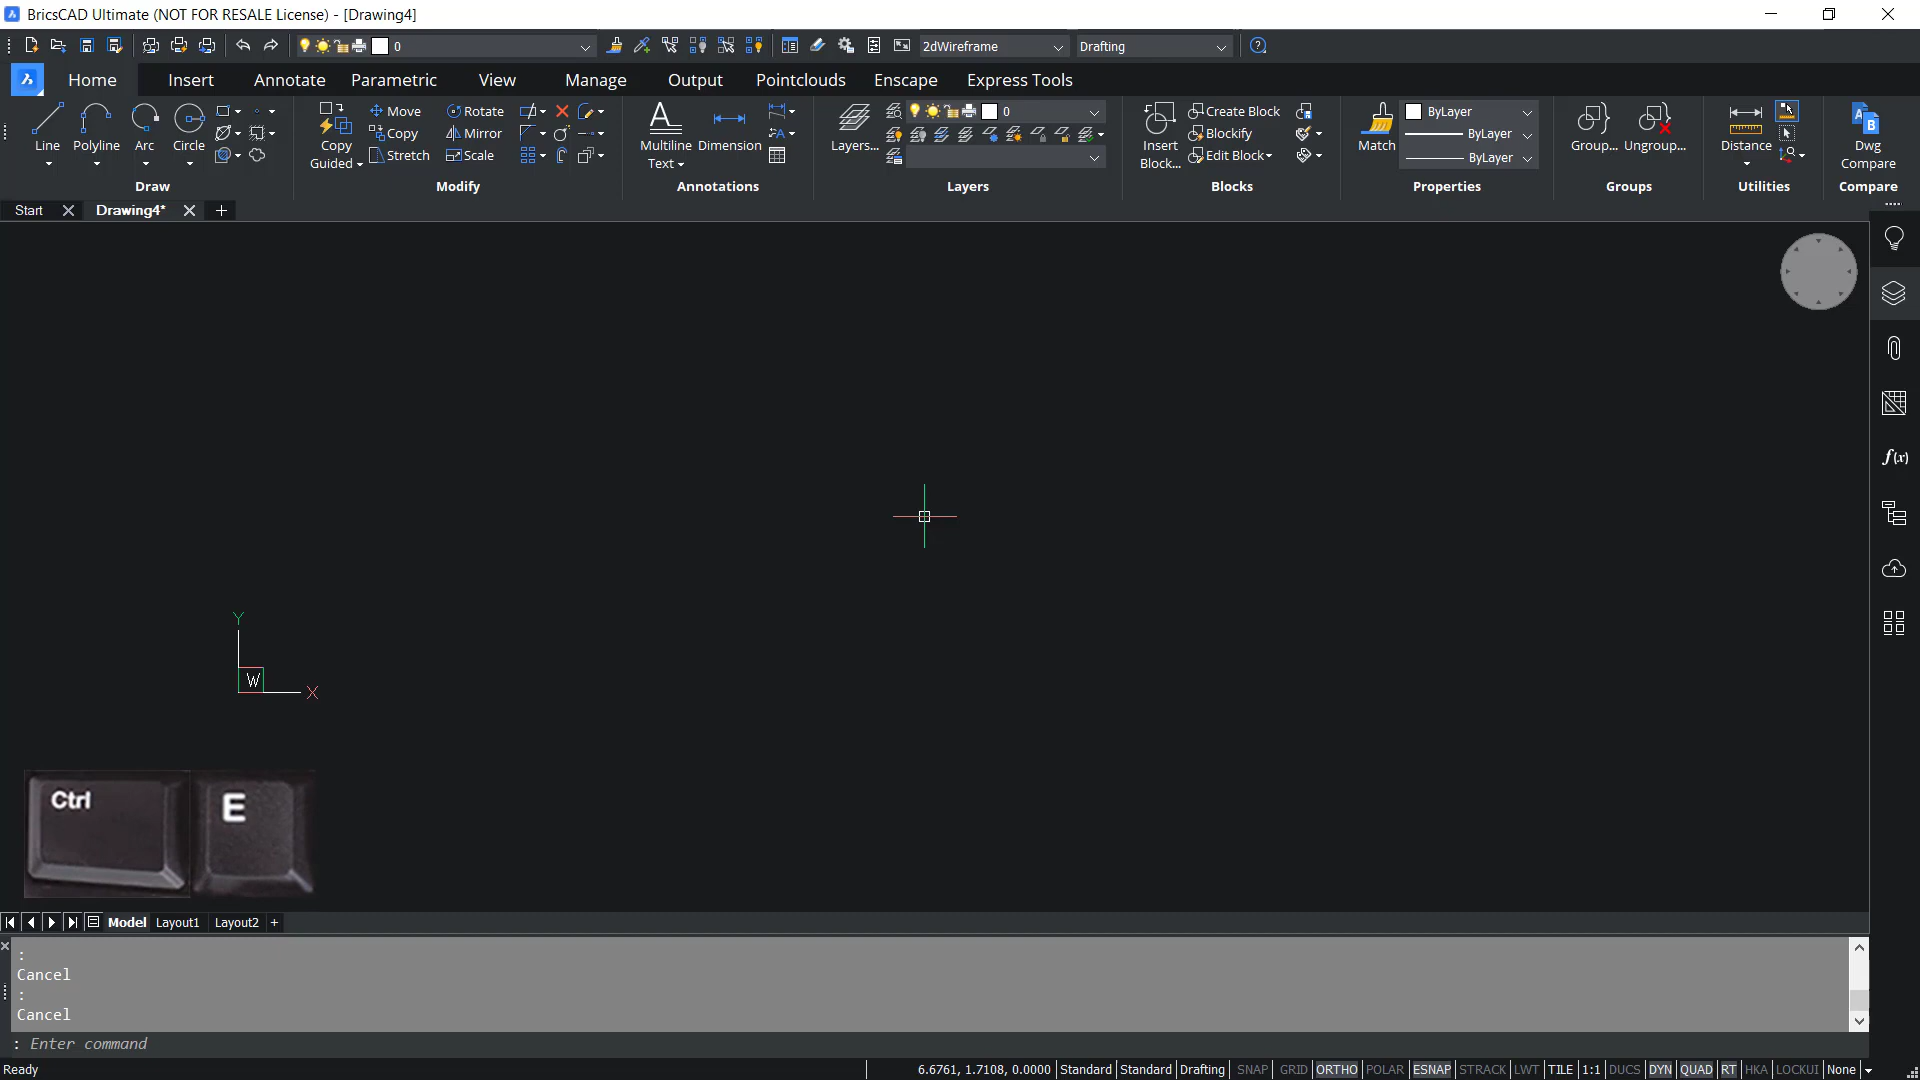 BricsCAD Ultimate (NOT FOR RESALE License) - [Drawing4]
0 2dWireframe Drafting
Home Insert Annotate Parametric View Manage Output Pointclouds Enscape Express Tools
Line Polyline Arc Circle
Draw
Copy Guided
Move Rotate
Copy Mirror
Stretch Scale
Modify
Multiline Text
Dimension
Annotations
Layers...
0
Layers
Insert Block...
Create Block
Blockify
Edit Block
Blocks
Match
ByLayer
ByLayer
ByLayer
Properties
Group... Ungroup...
Groups
Distance
Utilities
Dwg Compare
Compare
Start Drawing4*
f(x)
Y
W
X
Ctrl E
Model Layout1 Layout2 +
:
Cancel
:
Cancel
: Enter command
Ready 6.6761, 1.7108, 0.0000 Standard Standard Drafting SNAP GRID ORTHO POLAR ESNAP STRACK LWT TILE 1:1 DUCS DYN QUAD RT HKA LOCKUI None